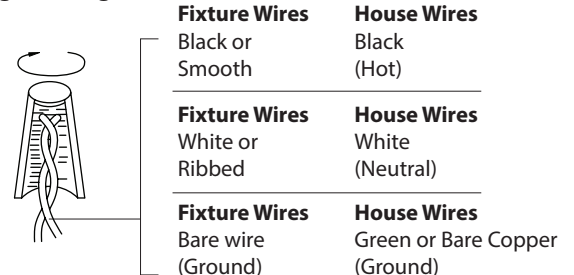 Fixture Wires House Wires
Black or Black
Smooth (Hot)
Fixture Wires House Wires
White or White
Ribbed (Neutral)
Fixture Wires House Wires
Bare wire Green or Bare Copper
(Ground) (Ground)